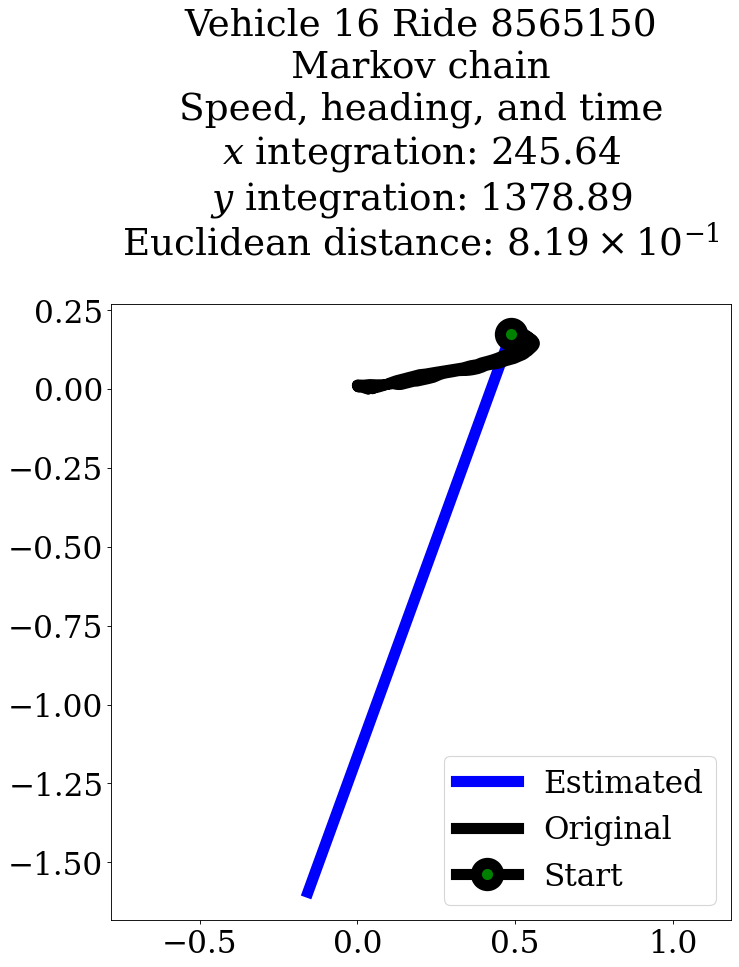 Vehicle 16 Ride 8565150
Markov chain
Speed, heading, and time
x integration: 245.64
y integration: 1378.89
Euclidean distance: 8.19 × 10⁻¹
0.25
0.00
−0.25
−0.50
−0.75
−1.00
−1.25
−1.50
Estimated
Original
Start
−0.5 0.0 0.5 1.0